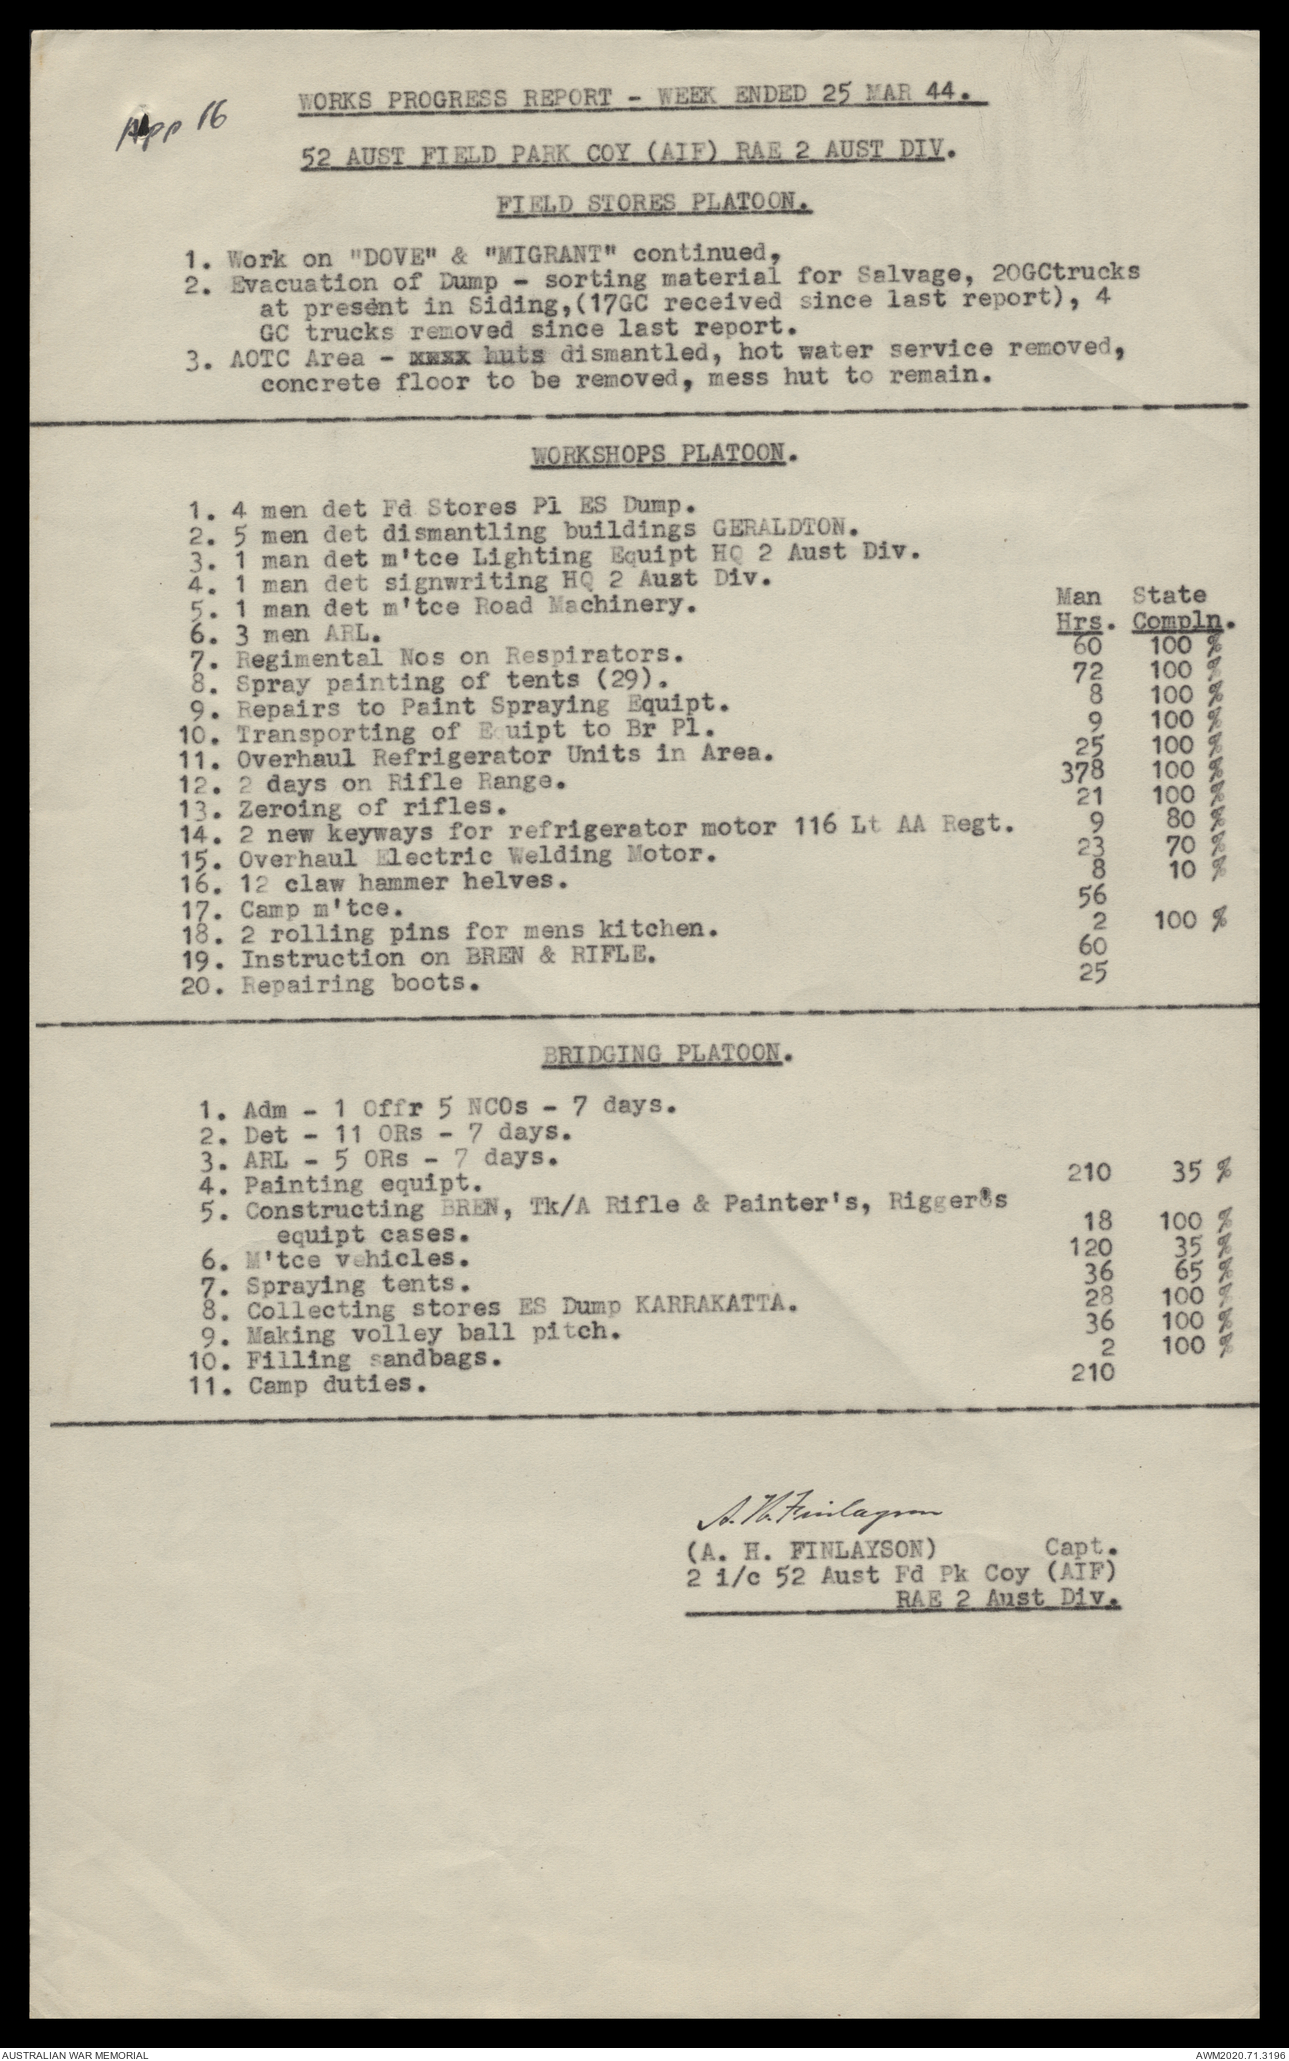 App 16
WORKS PROGRESS REPORT - WEEK ENDED 25 MAR 44.
52 AUST FIELD PARK COY (AIF) RAE 2 AUST DIV.
FIELD STORES PLATOON.
1. Work on "DOVE" & "MIGRANT" continued,
2. Evacuation of Dump - sorting material for Salvage, 20GCtrucks
at present in Siding,(17GC received since last report), 4
GC trucks removed since last report.
3. AOTC Area - xxxx huts dismantled, hot water service removed,
concrete floor to be removed, mess hut to remain.
WORKSHOPS PLATOON.
1. 4 men det Fd Stores Pl ES Dump.
2. 5 men det dismantling buildings GERALDTON.
3. 1 man det m'tce Lighting Equipt HQ 2 Aust Div.
4. 1 man det signwriting HQ 2 Aust Div.
5. 1 man det m'tce Road Machinery. Man State
6. 3 men ARL. Hrs. Compln.
7. Regimental Nos on Respirators. 60 100 %
8. Spray painting of tents (29). 72 100 %
9. Repairs to Paint Spraying Equipt. 8 100 %
10. Transporting of Equipt to Br Pl. 9 100 %
11. Overhaul Refrigerator Units in Area. 25 100 %
12. 2 days on Rifle Range. 378 100 %
13. Zeroing of rifles. 21 100 %
14. 2 new keyways for refrigerator motor 116 Lt AA Regt. 9 80 %
15. Overhaul Electric Welding Motor. 23 70 %
16. 12 claw hammer helves. 8 10 %
17. Camp m'tce. 56
18. 2 rolling pins for mens kitchen. 2 100 %
19. Instruction on BREN & RIFLE. 60
20. Repairing boots. 25
BRIDGING PLATOON.
1. Adm - 1 Offr 5 NCOs - 7 days.
2. Det - 11 ORs - 7 days.
3. ARL - 5 ORs - 7 days.
4. Painting equipt. 210 35 %
5. Constructing BREN, Tk/A Rifle & Painter's, Rigger's
equipt cases. 18 100 %
6. M'tce vehicles. 120 35 %
7. Spraying tents. 36 65 %
8. Collecting stores ES Dump KARRAKATTA. 28 100 %
9. Making volley ball pitch. 36 100 %
10. Filling sandbags. 2 100 %
11. Camp duties. 210
A. H. Finlayson
(A. H. FINLAYSON) Capt.
2 i/c 52 Aust Fd Pk Coy (AIF)
RAE 2 Aust Div.
AUSTRALIAN WAR MEMORIAL AWM2020.71.3196